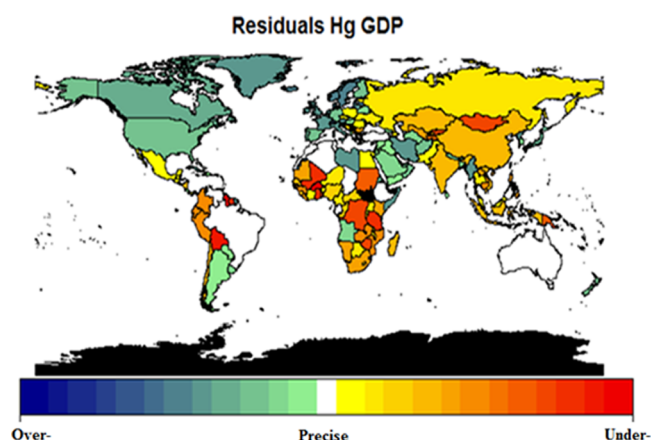 Residuals Hg GDP
Over- Precise Under-